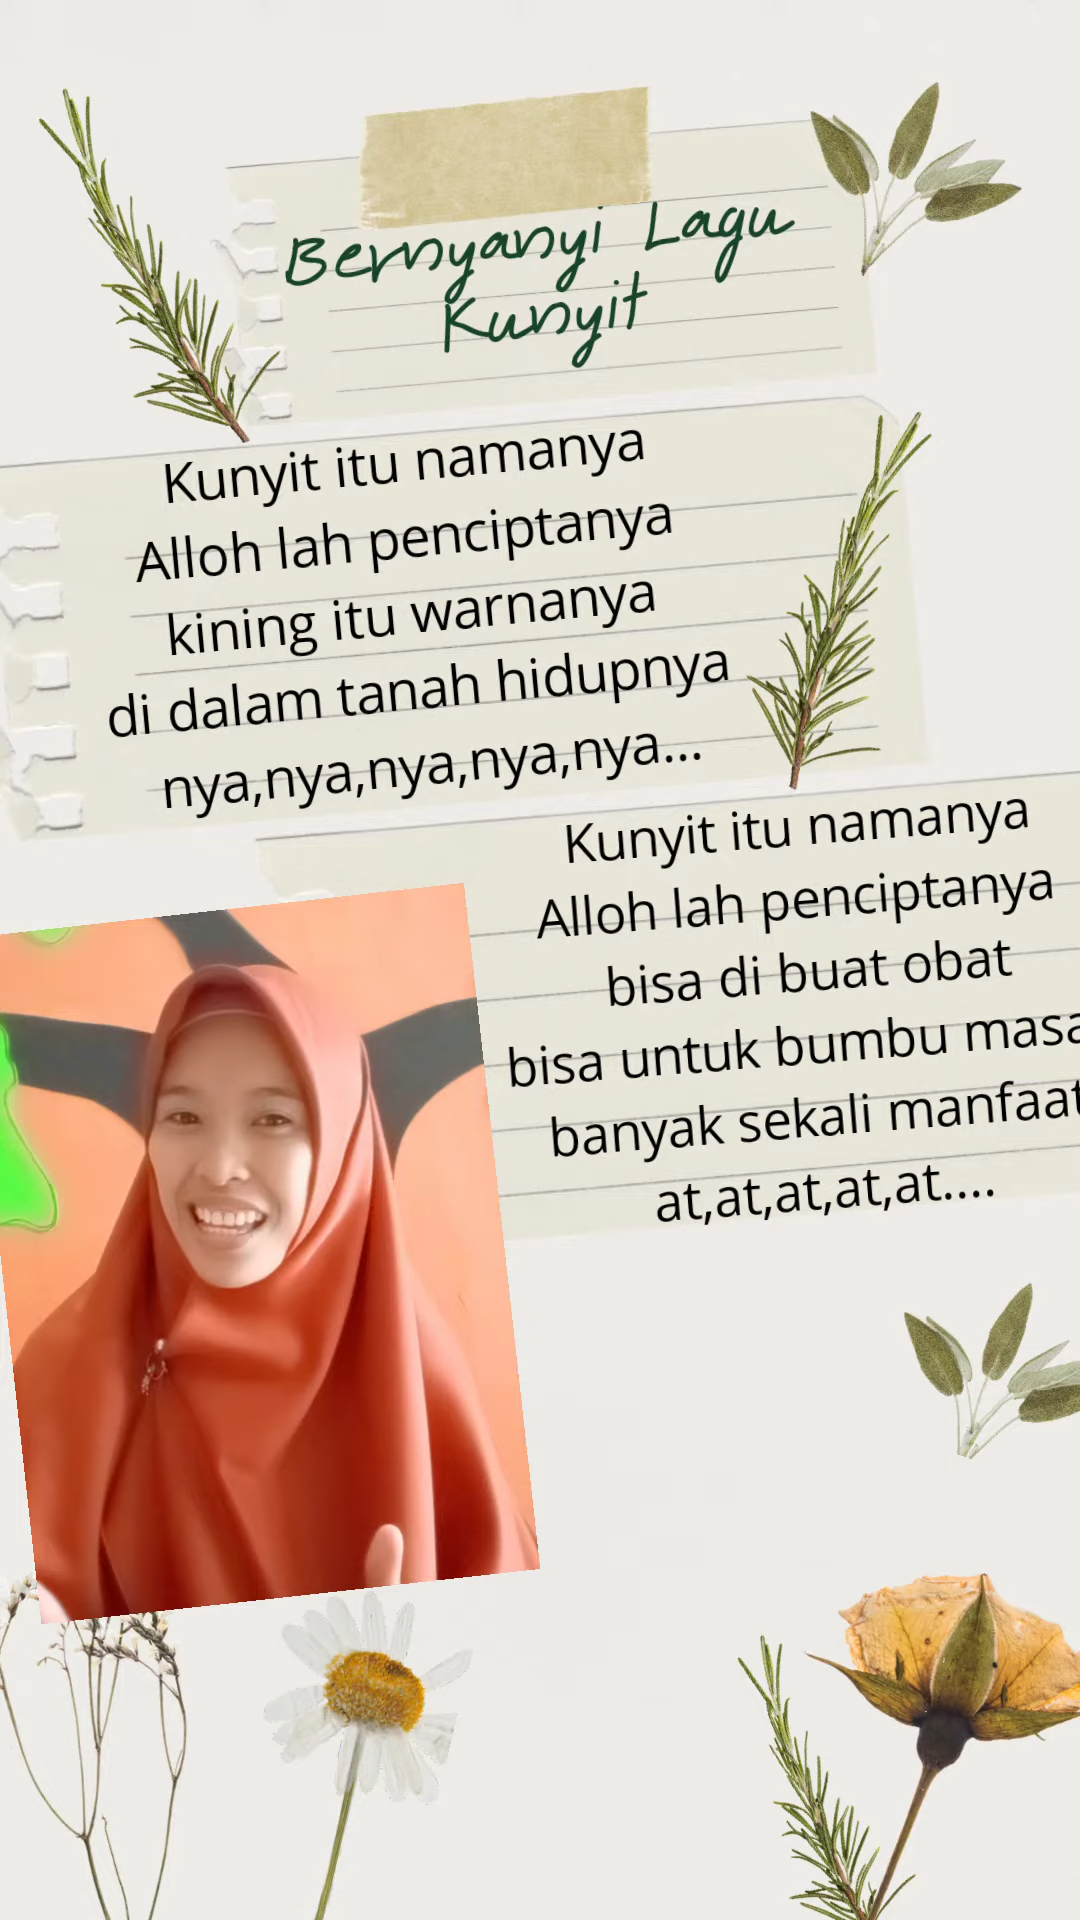 Bernyanyi Lagu
Kunyit
Kunyit itu namanya
Alloh lah penciptanya
kining itu warnanya
di dalam tanah hidupnya
nya,nya,nya,nya,nya...
Kunyit itu namanya
Alloh lah penciptanya
bisa di buat obat
bisa untuk bumbu
banyak sekali manfaat
at,at,at,at,at....